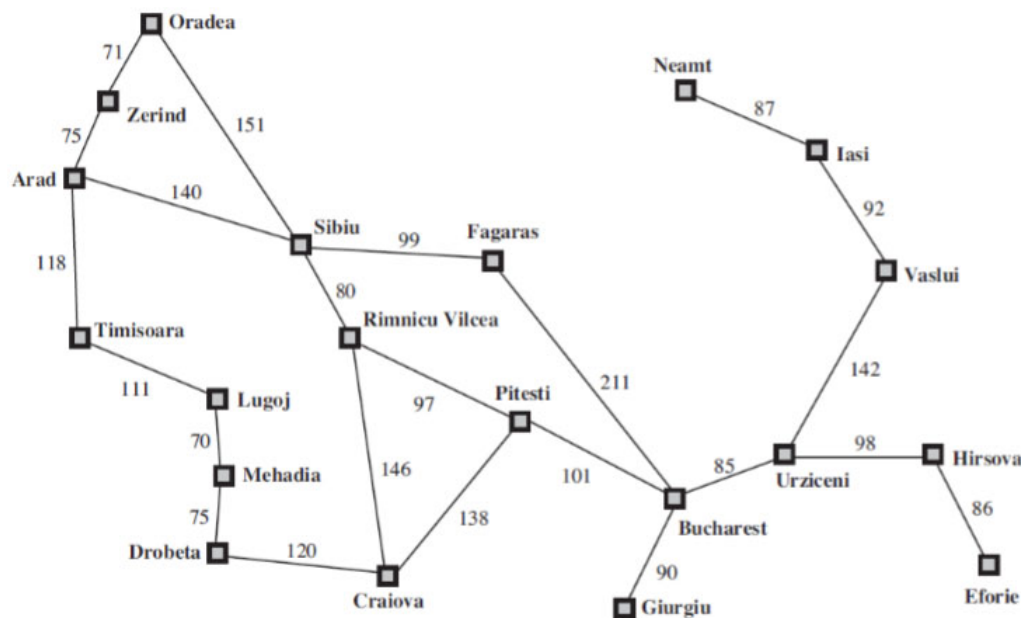 Oradea
71
Neamt
87
Zerind
151
75
Iasi
Arad
140
92
Sibiu
99
Fagaras
118
Vaslui
80
Timisoara
Rimnicu Vilcea
142
111
211
Lugoj
97
Pitesti
70
98
Hirsova
146
85
Mehadia
101
Urziceni
86
75
138
Bucharest
Drobeta
120
90
Craiova
Giurgiu
Eforie